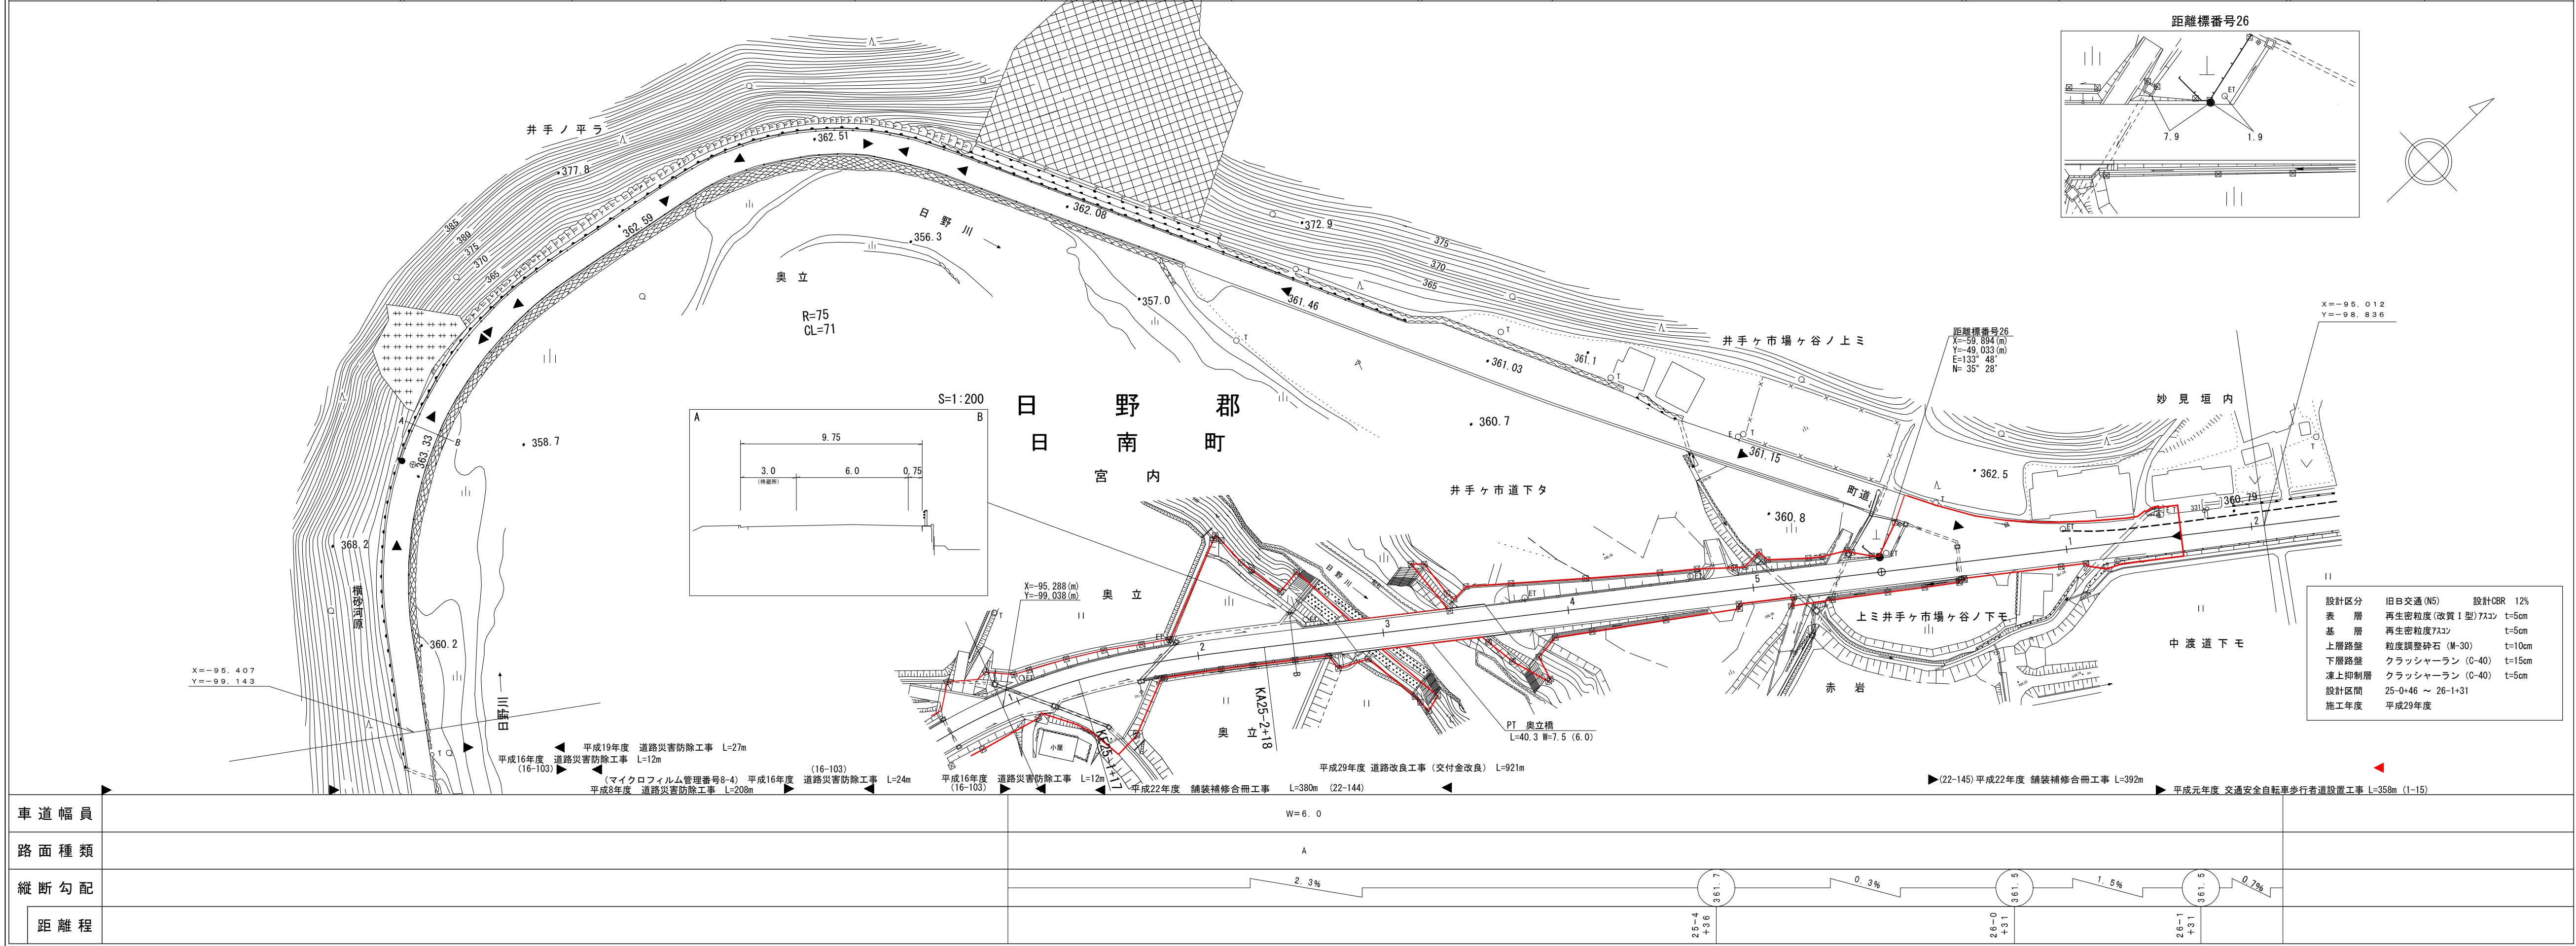 距離標番号26
7.9
1.9
ET
井手ノ平ラ
377.8
362.51
362.59
385
380
375
370
365
日野川
356.3
奥立
R=75
CL=71
362.08
357.0
372.9
375
370
365
361.46
井手ヶ市場ヶ谷ノ上ミ
361.03
361.1
距離標番号26
X=-59,894(m)
Y=-49,033(m)
E=133° 48'
N= 35° 28'
X=-95.012
Y=-98.836
妙見垣内
S=1:200
日野郡
日南町
宮内
A
B
9.75
3.0
6.0
0.75
(待避所)
A
B
363.33
358.7
368.2
横砂河原
360.2
日野川
X=-95.407
Y=-99.143
360.7
361.15
362.5
井手ヶ市道下タ
町道
360.8
360.79
331
日野川
X=-95,288(m)
Y=-99,038(m)
奥立
1
2
3
4
5
1
2
小屋
KE25-1+17
KA25-2+18
奥立
PT 奥立橋
L=40.3 W=7.5 (6.0)
上ミ井手ヶ市場ヶ谷ノ下モ
赤岩
中渡道下モ
設計区分 旧B交通(N5) 設計CBR 12%
表層 再生密粒度(改質Ⅰ型)アスコン t=5cm
基層 再生密粒度アスコン t=5cm
上層路盤 粒度調整砕石 (M-30) t=10cm
下層路盤 クラッシャーラン (C-40) t=15cm
凍上抑制層 クラッシャーラン (C-40) t=5cm
設計区間 25-0+46 ~ 26-1+31
施工年度 平成29年度
平成19年度 道路災害防除工事 L=27m
平成16年度 道路災害防除工事 L=12m
(16-103)
(マイクロフィルム管理番号8-4)
平成8年度 道路災害防除工事 L=208m
(16-103)
平成16年度 道路災害防除工事 L=24m
平成16年度 道路災害防除工事 L=12m
(16-103)
平成22年度 舗装補修合冊工事 L=380m (22-144)
平成29年度 道路改良工事(交付金改良) L=921m
(22-145) 平成22年度 舗装補修合冊工事 L=392m
平成元年度 交通安全自転車歩行者道設置工事 L=358m (1-15)
車道幅員
W=6.0
路面種類
A
縦断勾配
2.3%
361.7
0.3%
361.5
1.5%
361.5
0.7%
距離程
25-4
+36
26-0
+31
26-1
+31